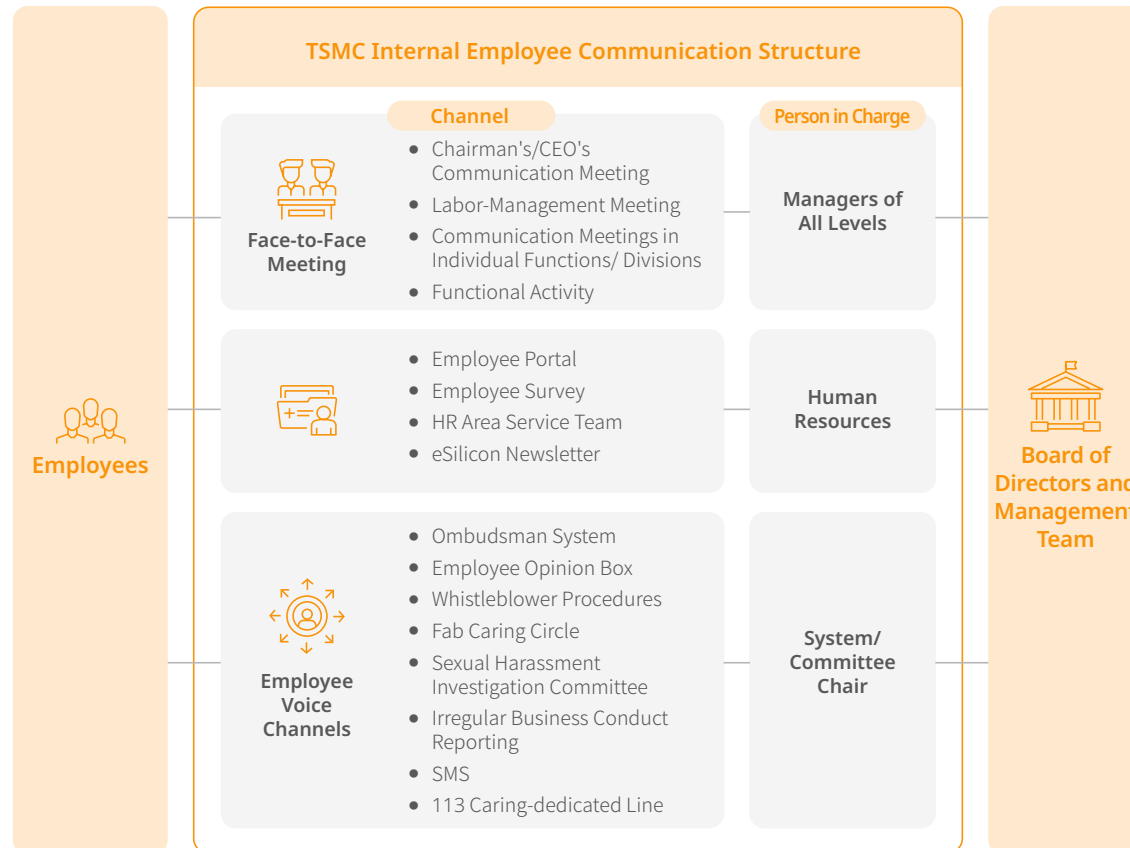 TSMC Internal Employee Communication Structure
Channel
Person in Charge
Face-to-Face
Meeting
• Chairman's/CEO's
Communication Meeting
• Labor-Management Meeting
• Communication Meetings in
Individual Functions/ Divisions
• Functional Activity
Managers of
All Levels
• Employee Portal
• Employee Survey
• HR Area Service Team
• eSilicon Newsletter
Human
Resources
Employee
Voice
Channels
• Ombudsman System
• Employee Opinion Box
• Whistleblower Procedures
• Fab Caring Circle
• Sexual Harassment
Investigation Committee
• Irregular Business Conduct
Reporting
• SMS
• 113 Caring-dedicated Line
System/
Committee
Chair
Employees
Board of
Directors and
Management
Team